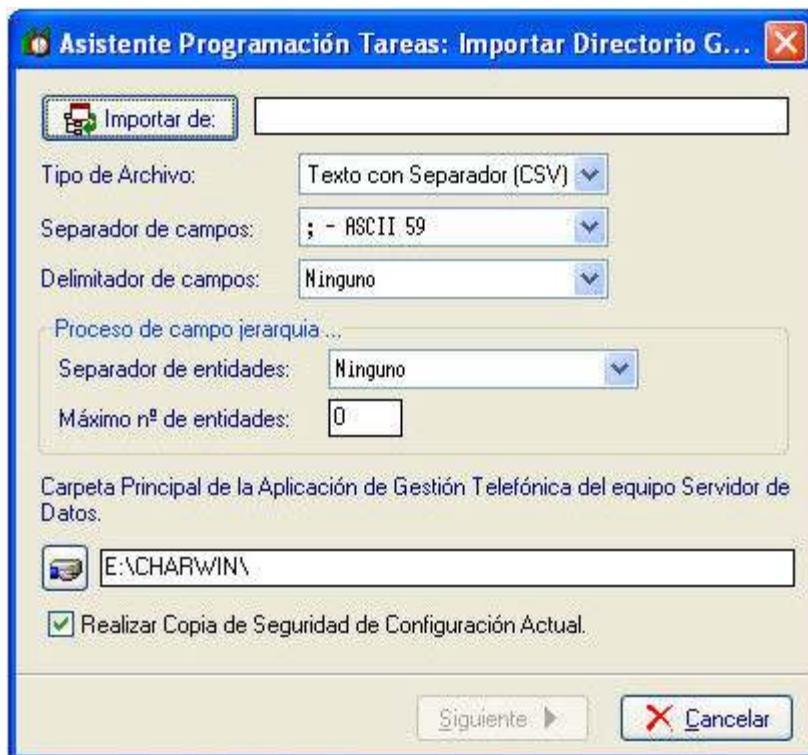 Asistente Programación Tareas: Importar Directorio G...
Importar de:
Tipo de Archivo: Texto con Separador (CSV)
Separador de campos: ; - ASCII 59
Delimitador de campos: Ninguno
Proceso de campo jerarquia ...
Separador de entidades: Ninguno
Máximo nº de entidades: 0
Carpeta Principal de la Aplicación de Gestión Telefónica del equipo Servidor de
Datos.
E:\CHARWIN\
Realizar Copia de Seguridad de Configuración Actual.
Siguiente Cancelar